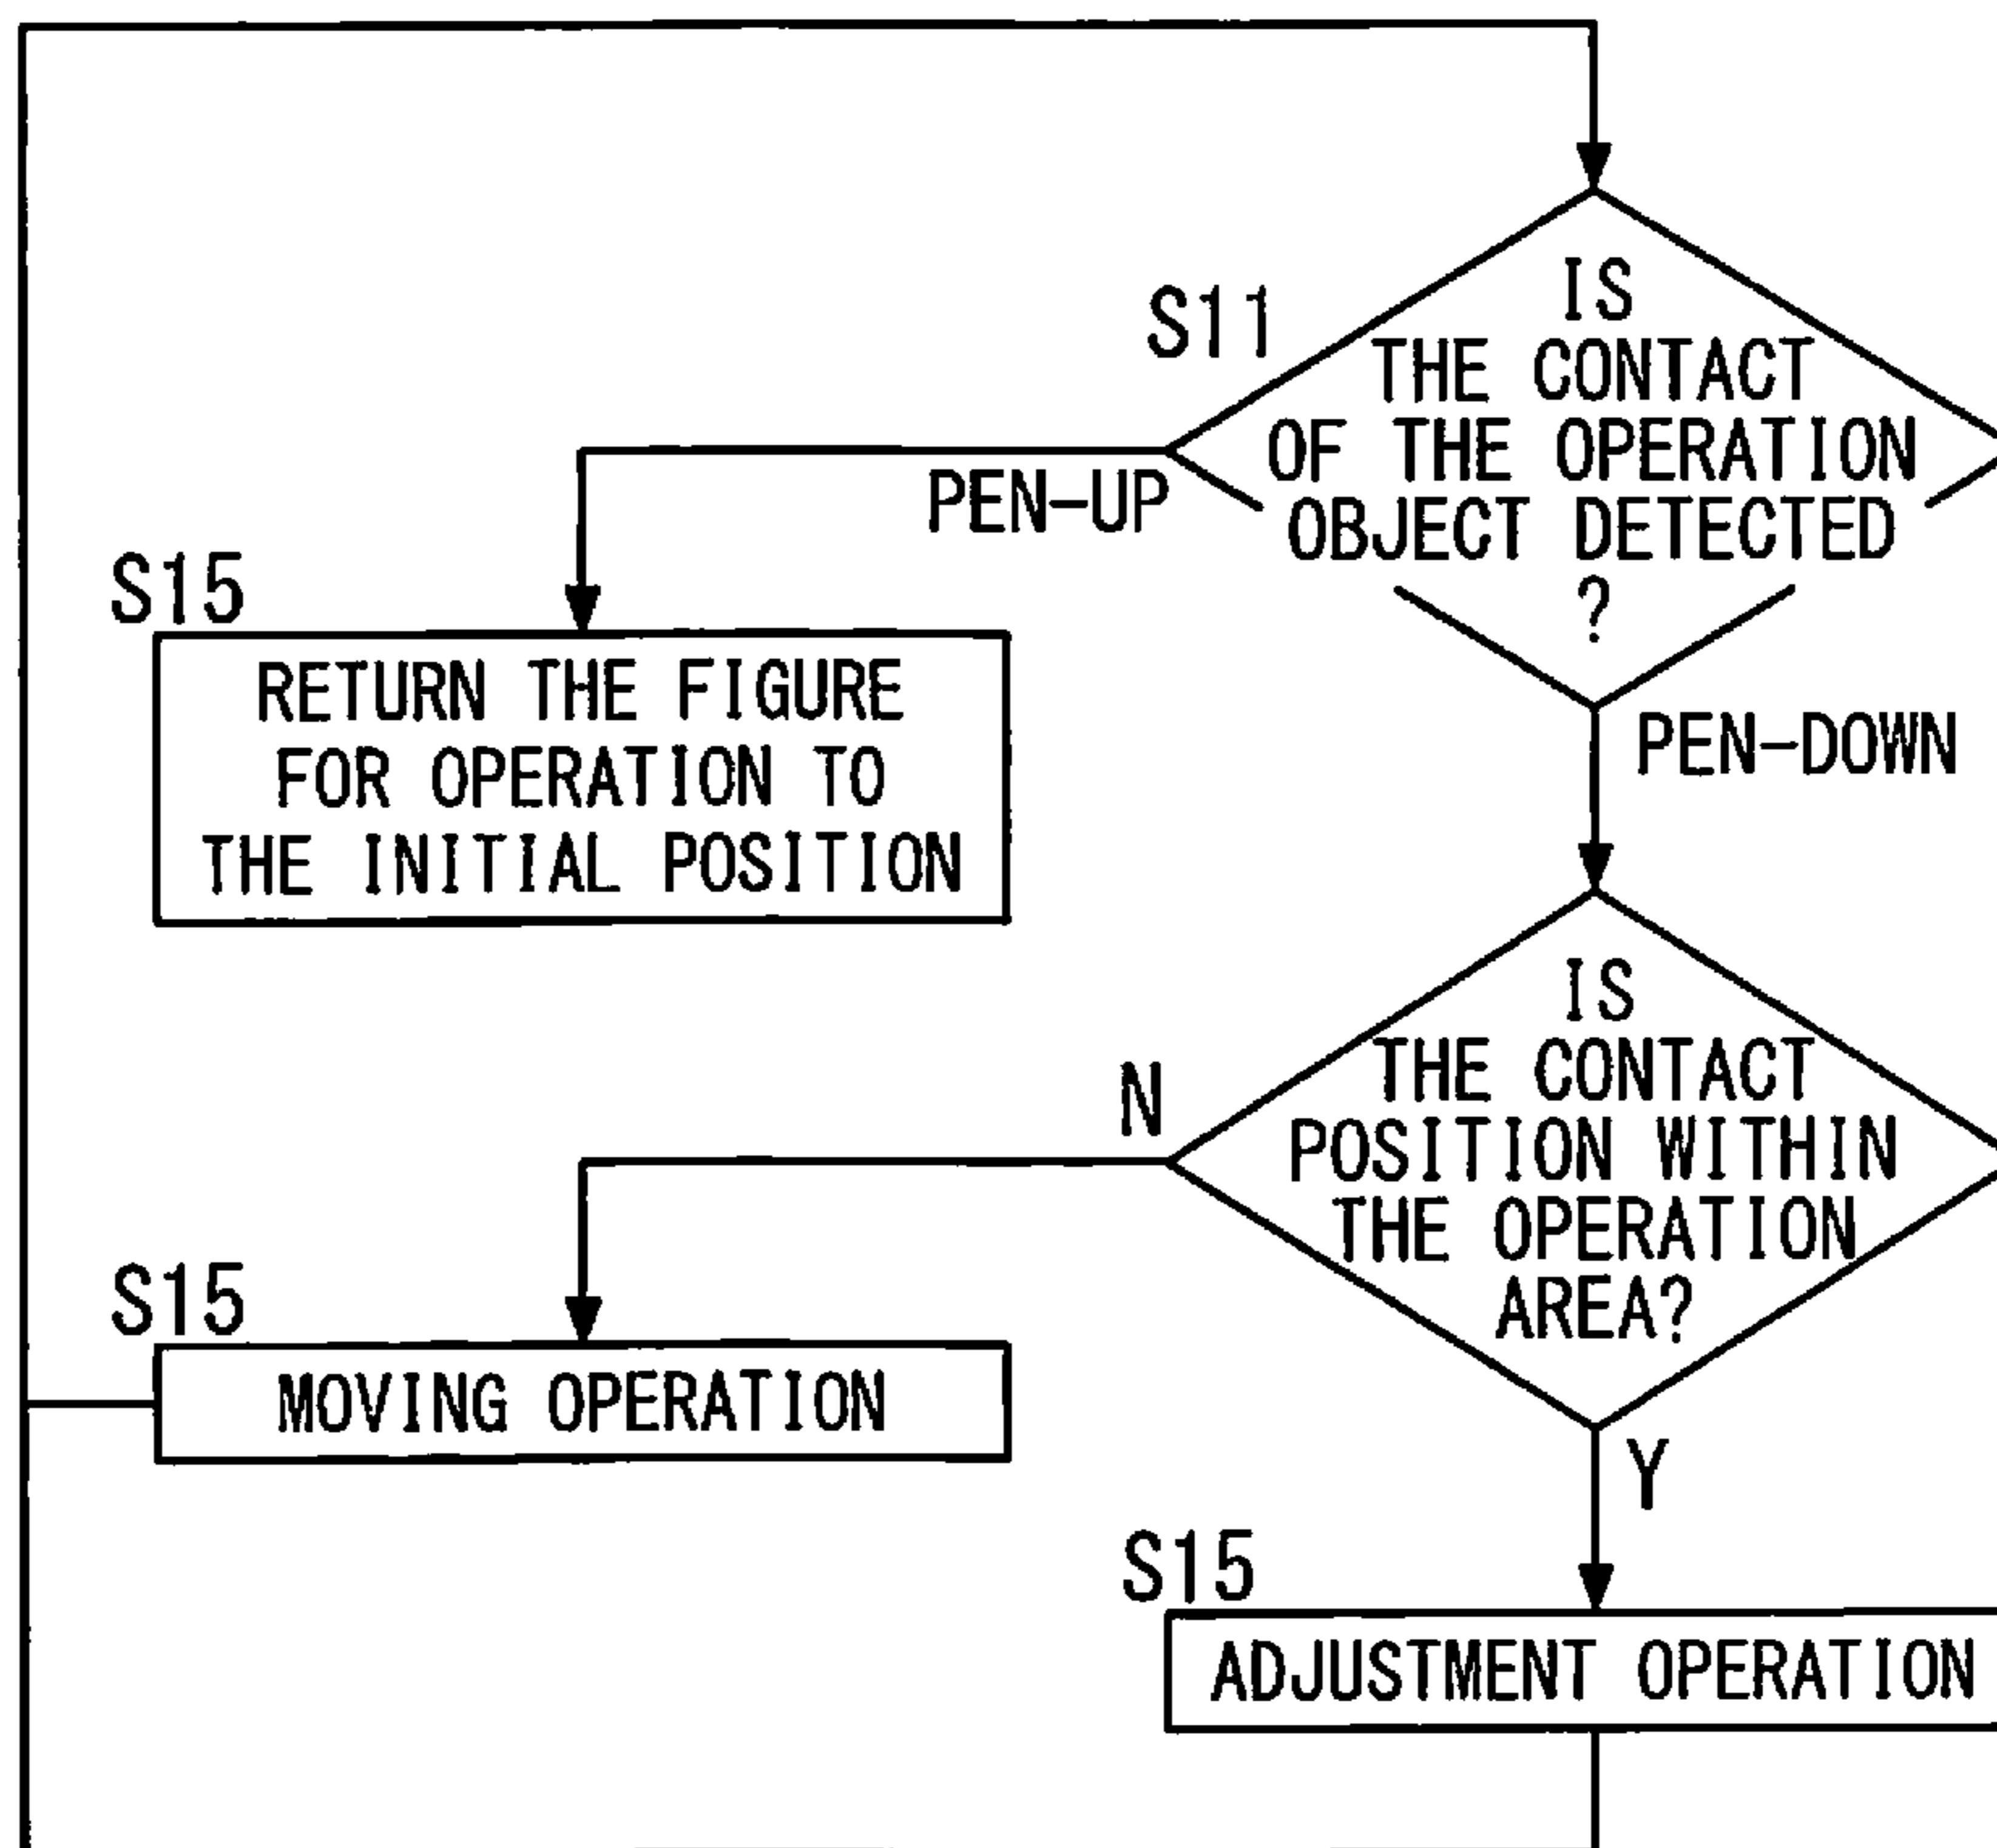 S11
IS
THE CONTACT
OF THE OPERATION
OBJECT DETECTED
?
PEN-UP
PEN-DOWN
S15
RETURN THE FIGURE
FOR OPERATION TO
THE INITIAL POSITION
IS
THE CONTACT
POSITION WITHIN
THE OPERATION
AREA?
N
Y
S15
MOVING OPERATION
S15
ADJUSTMENT OPERATION